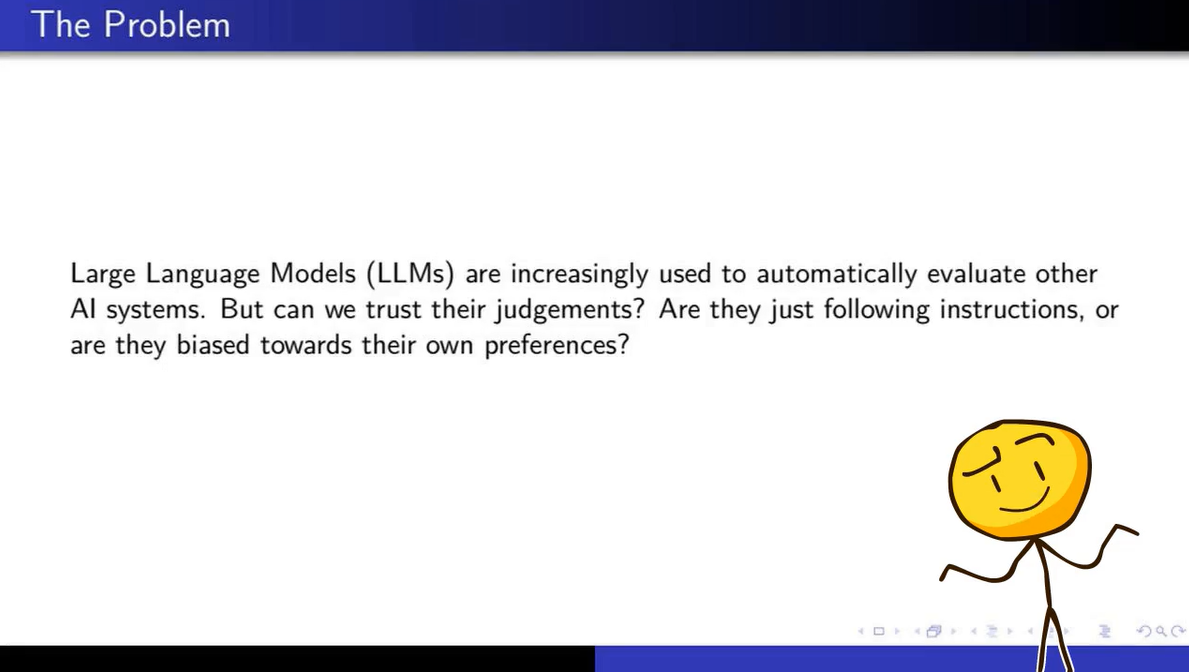 The Problem
Large Language Models (LLMs) are increasingly used to automatically evaluate other
AI systems. But can we trust their judgements? Are they just following instructions, or
are they biased towards their own preferences?